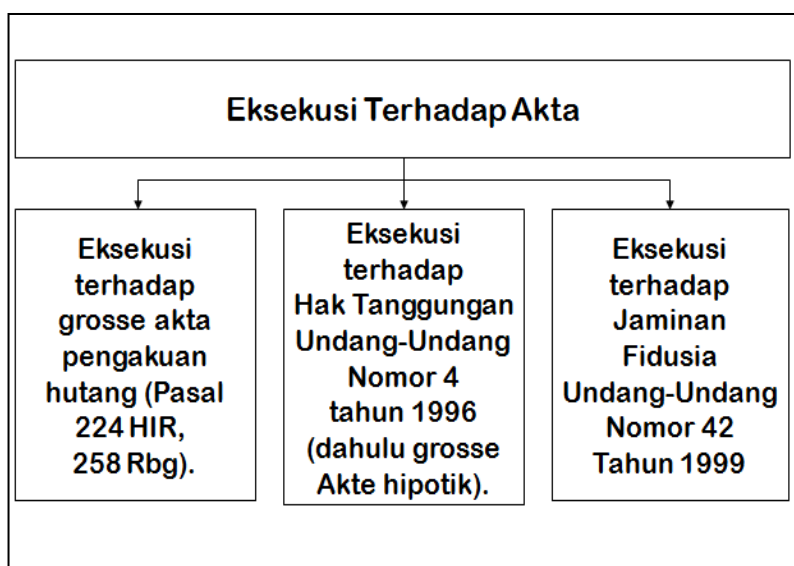 Eksekusi Terhadap Akta
Eksekusi
terhadap
grosse akta
pengakuan
hutang (Pasal
224 HIR,
258 Rbg).
Eksekusi
terhadap
Hak Tanggungan
Undang-Undang
Nomor 4
tahun 1996
(dahulu grosse
Akte hipotik).
Eksekusi
terhadap
Jaminan
Fidusia
Undang-Undang
Nomor 42
Tahun 1999